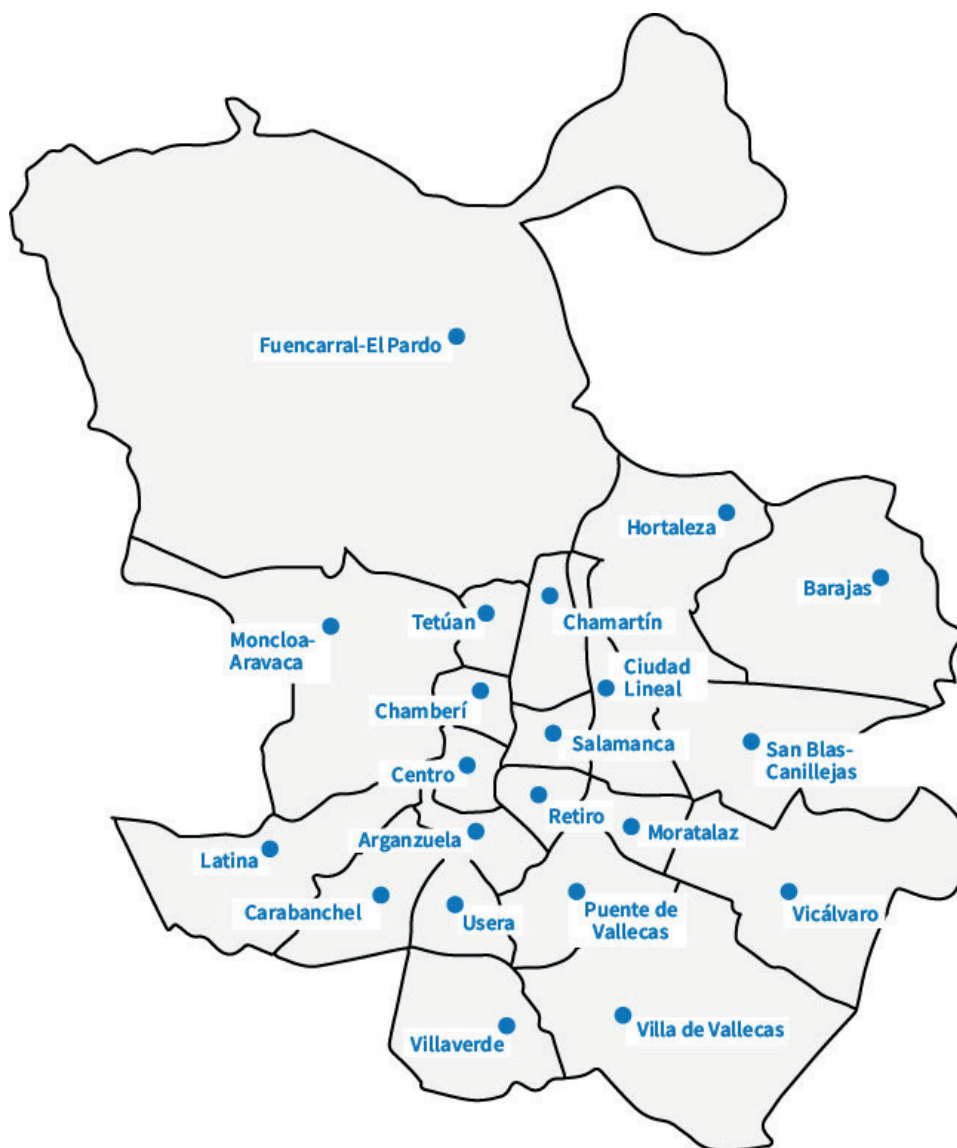 Fuencarral-El Pardo
Hortaleza
Barajas
Tetúan
Chamartín
Moncloa-
Aravaca
Ciudad
Lineal
Chamberí
Salamanca
San Blas-
Canillejas
Centro
Retiro
Moratalaz
Arganzuela
Latina
Carabanchel
Usera
Puente de
Vallecas
Vicálvaro
Villa de Vallecas
Villaverde